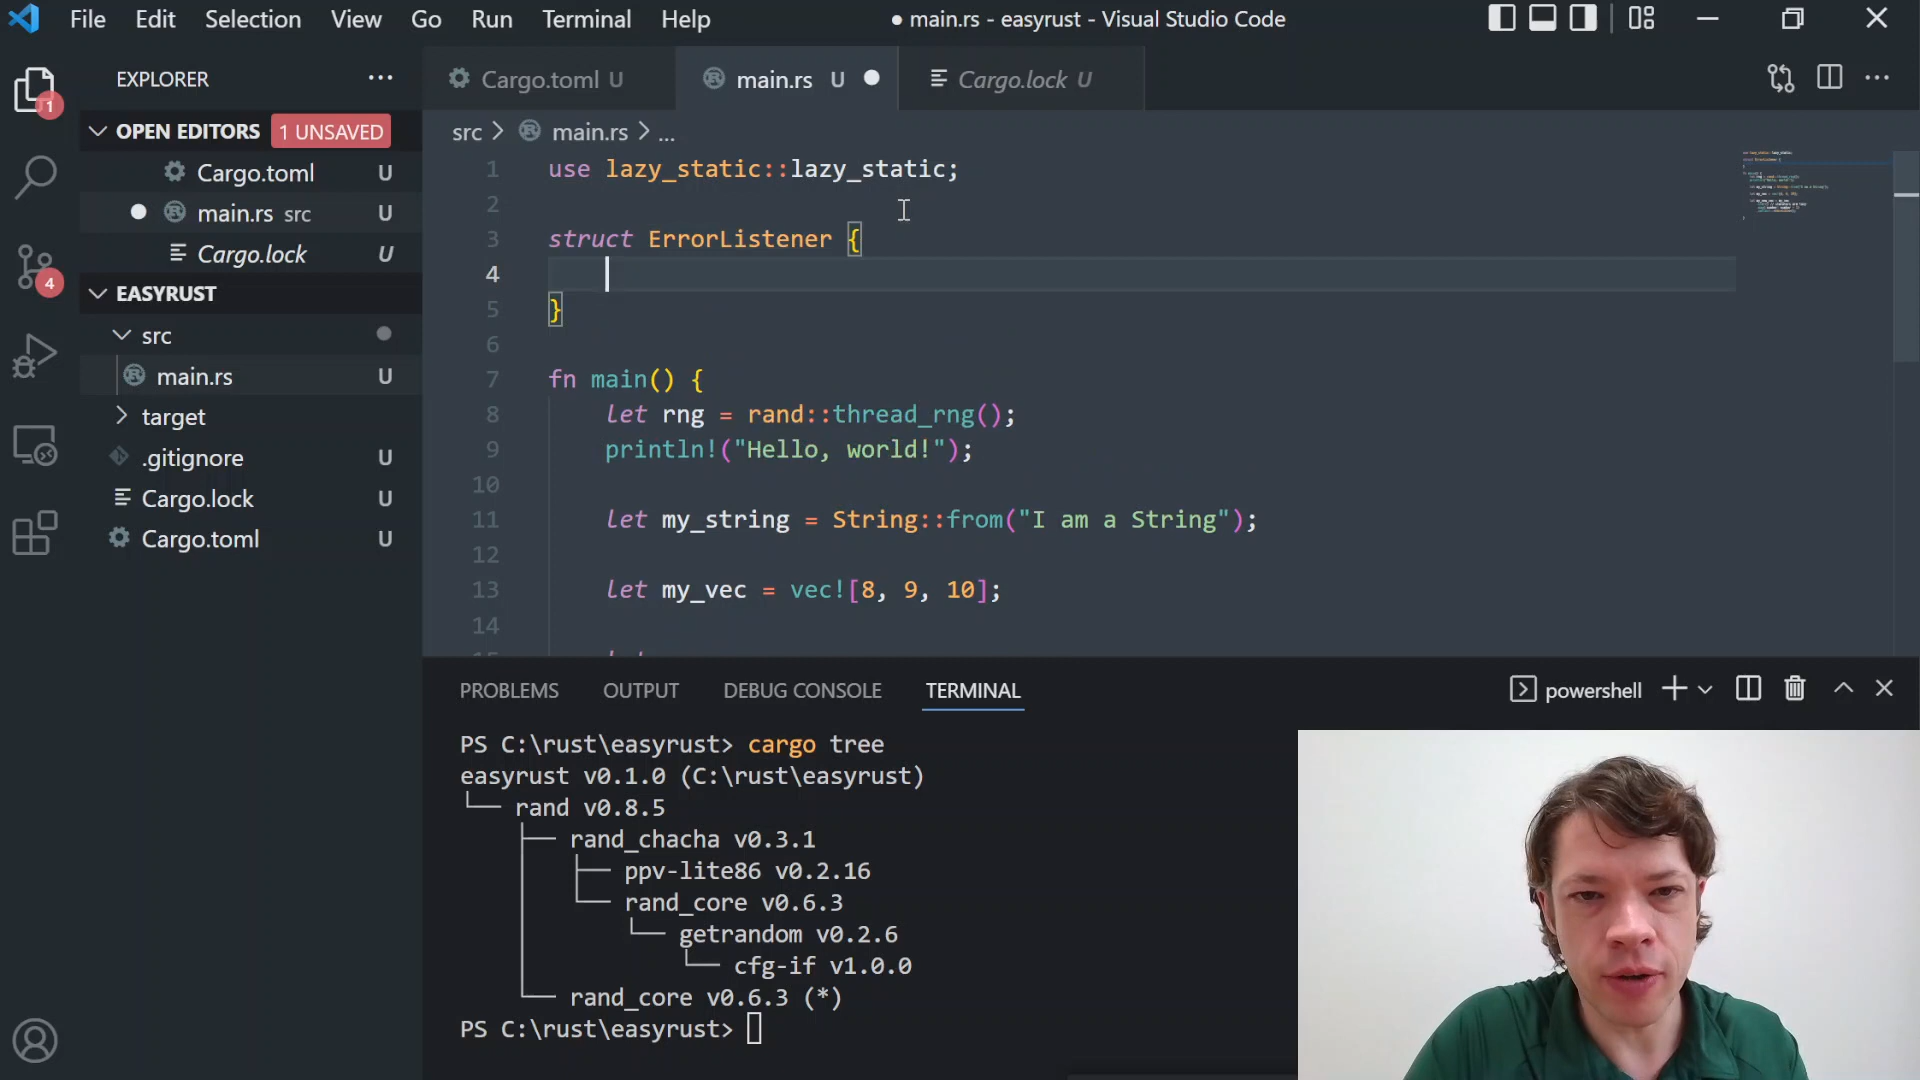 File Edit Selection View Go Run Terminal Help
● main.rs - easyrust - Visual Studio Code
EXPLORER
1
4
OPEN EDITORS 1 UNSAVED
Cargo.toml U
main.rs src U
Cargo.lock U
EASYRUST
src
main.rs U
target
.gitignore U
Cargo.lock U
Cargo.toml U
Cargo.toml U
main.rs U
Cargo.lock U
src > main.rs > ...
1 use lazy_static::lazy_static;
2
3 struct ErrorListener {
4
5 }
6
7 fn main() {
8 let rng = rand::thread_rng();
9 println!("Hello, world!");
10
11 let my_string = String::from("I am a String");
12
13 let my_vec = vec![8, 9, 10];
14
PROBLEMS OUTPUT DEBUG CONSOLE TERMINAL
powershell
PS C:\rust\easyrust> cargo tree
easyrust v0.1.0 (C:\rust\easyrust)
└── rand v0.8.5
├── rand_chacha v0.3.1
│ ├── ppv-lite86 v0.2.16
│ └── rand_core v0.6.3
│ └── getrandom v0.2.6
│ └── cfg-if v1.0.0
└── rand_core v0.6.3 (*)
PS C:\rust\easyrust>